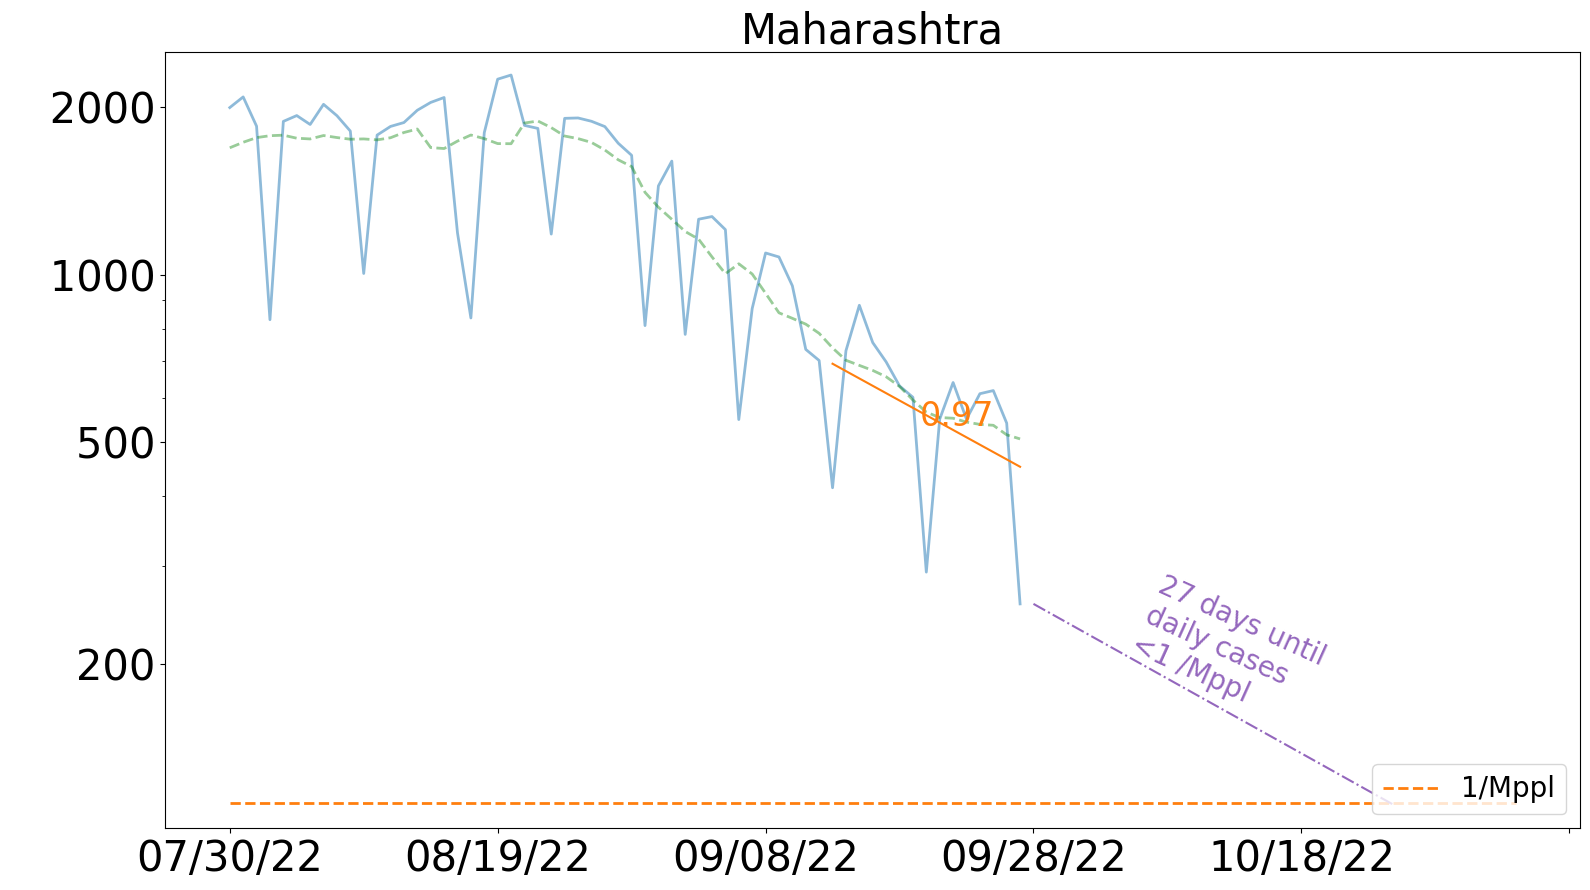 Maharashtra
2000
1000
500
200
0.97
27 days until
daily cases
<1 /Mppl
1/Mppl
07/30/22
08/19/22
09/08/22
09/28/22
10/18/22